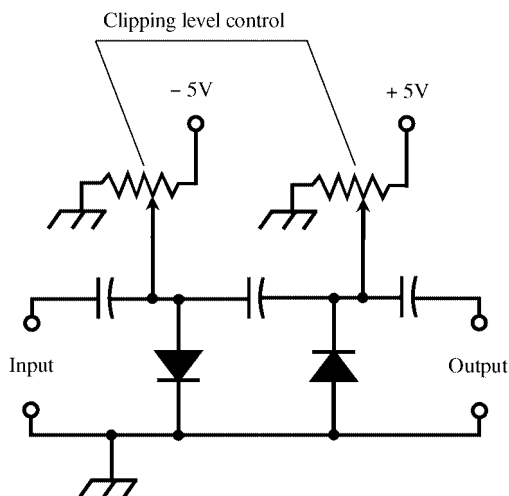 Clipping level control
– 5V
+ 5V
Input
Output